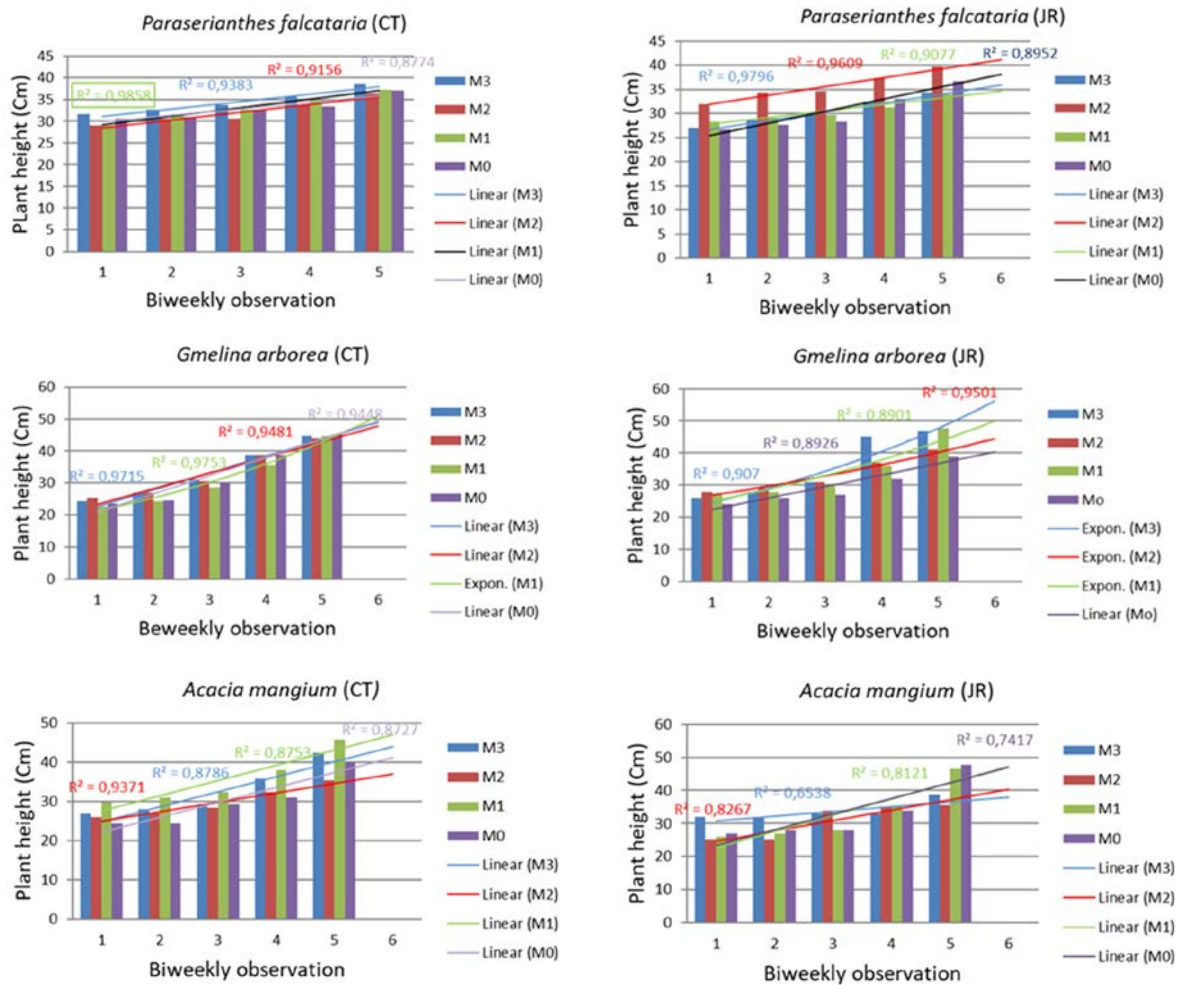 Paraserianthes falcataria (CT)
R² = 0,8774
R² = 0,9156
R² = 0,9383
R² = 0,9858
45
40
35
30
25
20
15
10
5
0
PLant height (Cm)
1 2 3 4 5
Biweekly observation
M3
M2
M1
M0
Linear (M3)
Linear (M2)
Linear (M1)
Linear (M0)
Paraserianthes falcataria (JR)
R² = 0,9796
R² = 0,9609
R² = 0,9077
R² = 0,8952
45
40
35
30
25
20
15
10
5
0
Plant height (Cm)
1 2 3 4 5 6
Biweekly observation
M3
M2
M1
M0
Linear (M3)
Linear (M2)
Linear (M1)
Linear (M0)
Gmelina arborea (CT)
R² = 0,9715
R² = 0,9753
R² = 0,9481
R² = 0,9448
60
50
40
30
20
10
0
Plant height (Cm)
1 2 3 4 5 6
Beweekly observation
M3
M2
M1
M0
Linear (M3)
Linear (M2)
Expon. (M1)
Linear (M0)
Gmelina arborea (JR)
R² = 0,907
R² = 0,8926
R² = 0,8901
R² = 0,9501
60
50
40
30
20
10
0
Plant height (Cm)
1 2 3 4 5 6
Biweekly observation
M3
M2
M1
Mo
Expon. (M3)
Expon. (M2)
Expon. (M1)
Linear (Mo)
Acacia mangium (CT)
R² = 0,9371
R² = 0,8786
R² = 0,8753
R² = 0,8727
50
40
30
20
10
0
Plant height (Cm)
1 2 3 4 5 6
Biweekly observation
M3
M2
M1
M0
Linear (M3)
Linear (M2)
Linear (M1)
Linear (M0)
Acacia mangium (JR)
R² = 0,8267
R² = 0,6538
R² = 0,8121
R² = 0,7417
60
50
40
30
20
10
0
Plant height (Cm)
1 2 3 4 5 6
Biweekly observation
M3
M2
M1
M0
Linear (M3)
Linear (M2)
Linear (M1)
Linear (M0)